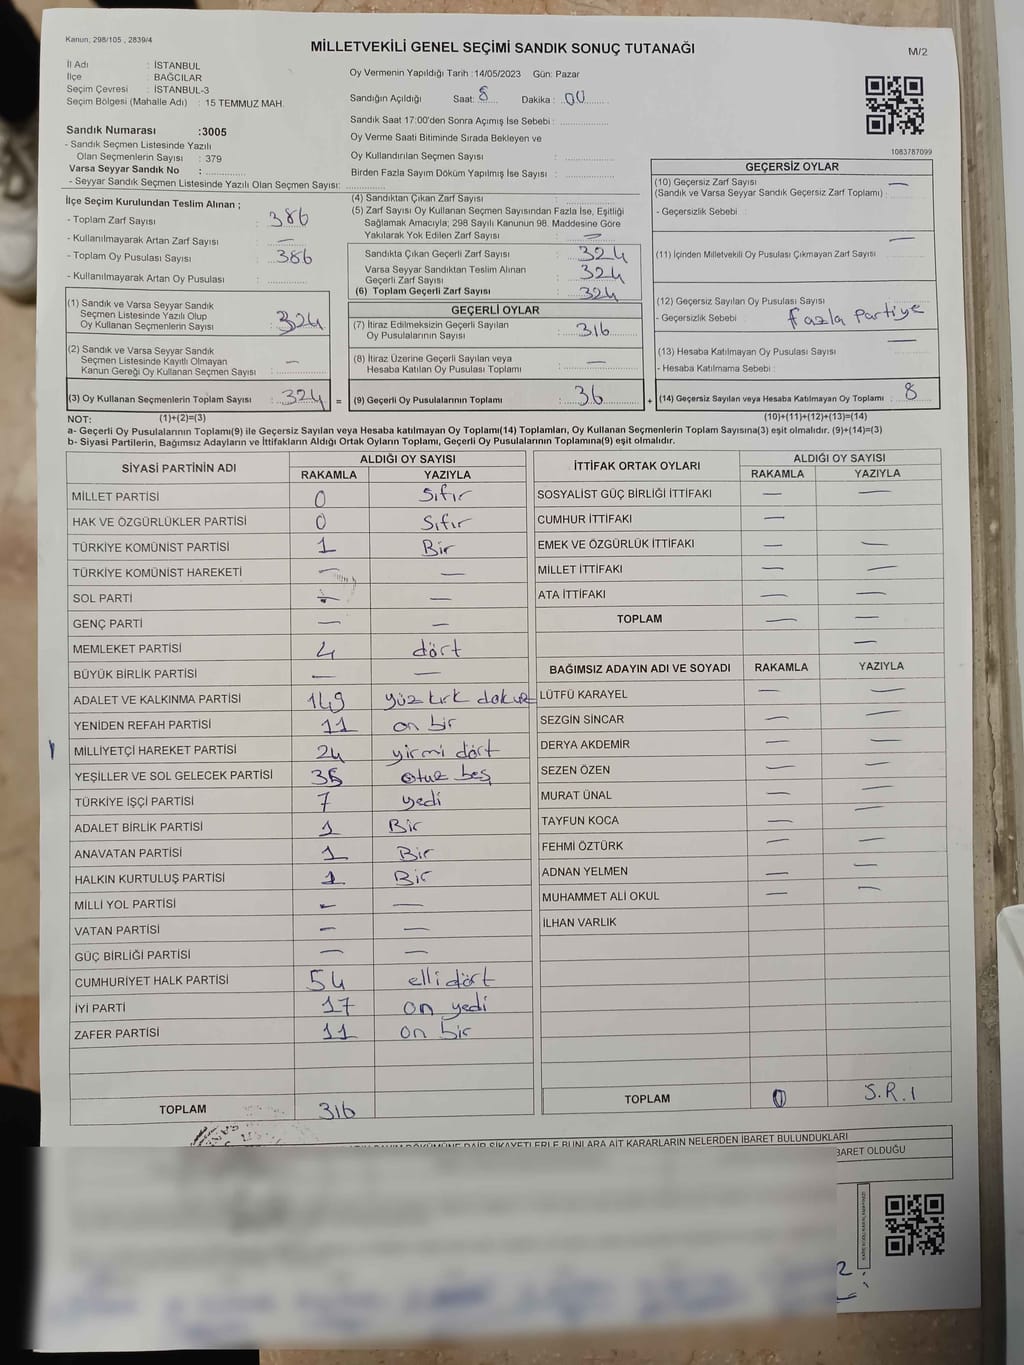 Kanun; 298/105 , 2839/4
MİLLETVEKİLİ GENEL SEÇİMİ SANDIK SONUÇ TUTANAĞI
M/2
İl Adı : İSTANBUL
İlçe : BAĞCILAR
Seçim Çevresi : İSTANBUL-3
Seçim Bölgesi (Mahalle Adı) : 15 TEMMUZ MAH.
Sandık Numarası :3005
- Sandık Seçmen Listesinde Yazılı
Olan Seçmenlerin Sayısı : 379
Varsa Seyyar Sandık No :
- Seyyar Sandık Seçmen Listesinde Yazılı Olan Seçmen Sayısı:
Oy Vermenin Yapıldığı Tarih :14/05/2023 Gün: Pazar
Sandığın Açıldığı Saat: 8 Dakika : 00
Sandık Saat 17:00'den Sonra Açımış İse Sebebi :
Oy Verme Saati Bitiminde Sırada Bekleyen ve
Oy Kullandırılan Seçmen Sayısı :
Birden Fazla Sayım Döküm Yapılmış İse Sayısı :
1083787099
İlçe Seçim Kurulundan Teslim Alınan ;
- Toplam Zarf Sayısı : 386
- Kullanılmayarak Artan Zarf Sayısı : —
- Toplam Oy Pusulası Sayısı : 386
- Kullanılmayarak Artan Oy Pusulası :
(1) Sandık ve Varsa Seyyar Sandık
Seçmen Listesinde Yazılı Olup
Oy Kullanan Seçmenlerin Sayısı : 324
(2) Sandık ve Varsa Seyyar Sandık
Seçmen Listesinde Kayıtlı Olmayan
Kanun Gereği Oy Kullanan Seçmen Sayısı : —
(3) Oy Kullanan Seçmenlerin Toplam Sayısı : 324 =
(4) Sandıktan Çıkan Zarf Sayısı :
(5) Zarf Sayısı Oy Kullanan Seçmen Sayısından Fazla İse, Eşitliği
Sağlamak Amacıyla; 298 Sayılı Kanunun 98. Maddesine Göre
Yakılarak Yok Edilen Zarf Sayısı : —
Sandıkta Çıkan Geçerli Zarf Sayısı : 324
Varsa Seyyar Sandıktan Teslim Alınan
Geçerli Zarf Sayısı : 324
(6) Toplam Geçerli Zarf Sayısı : 324
GEÇERLİ OYLAR
(7) İtiraz Edilmeksizin Geçerli Sayılan
Oy Pusulalarının Sayısı : 316
(8) İtiraz Üzerine Geçerli Sayılan veya
Hesaba Katılan Oy Pusulası Toplamı : —
(9) Geçerli Oy Pusulalarının Toplamı : 36 +
GEÇERSİZ OYLAR
(10) Geçersiz Zarf Sayısı
(Sandık ve Varsa Seyyar Sandık Geçersiz Zarf Toplamı) : —
- Geçersizlik Sebebi :
(11) İçinden Milletvekili Oy Pusulası Çıkmayan Zarf Sayısı : —
(12) Geçersiz Sayılan Oy Pusulası Sayısı :
- Geçersizlik Sebebi : fazla Partiye
(13) Hesaba Katılmayan Oy Pusulası Sayısı : —
- Hesaba Katılmama Sebebi :
(14) Geçersiz Sayılan veya Hesaba Katılmayan Oy Toplamı : 8
NOT: (1)+(2)=(3)
(10)+(11)+(12)+(13)=(14)
a- Geçerli Oy Pusulalarının Toplamı(9) ile Geçersiz Sayılan veya Hesaba katılmayan Oy Toplamı(14) Toplamları, Oy Kullanan Seçmenlerin Toplam Sayısına(3) eşit olmalıdır. (9)+(14)=(3)
b- Siyasi Partilerin, Bağımsız Adayların ve İttifakların Aldığı Ortak Oyların Toplamı, Geçerli Oy Pusulalarının Toplamına(9) eşit olmalıdır.
SİYASİ PARTİNİN ADI ALDIĞI OY SAYISI
RAKAMLA YAZIYLA
MİLLET PARTİSİ 0 Sıfır
HAK VE ÖZGÜRLÜKLER PARTİSİ 0 Sıfır
TÜRKİYE KOMÜNİST PARTİSİ 1 Bir
TÜRKİYE KOMÜNİST HAREKETİ — —
SOL PARTİ — —
GENÇ PARTİ — —
MEMLEKET PARTİSİ 4 dört
BÜYÜK BİRLİK PARTİSİ — —
ADALET VE KALKINMA PARTİSİ 149 yüz kırk dokuz
YENİDEN REFAH PARTİSİ 11 on bir
MİLLİYETÇİ HAREKET PARTİSİ 24 yirmi dört
YEŞİLLER VE SOL GELECEK PARTİSİ 35 otuz beş
TÜRKİYE İŞÇİ PARTİSİ 7 yedi
ADALET BİRLİK PARTİSİ 1 Bir
ANAVATAN PARTİSİ 1 Bir
HALKIN KURTULUŞ PARTİSİ 1 Bir
MİLLİ YOL PARTİSİ — —
VATAN PARTİSİ — —
GÜÇ BİRLİĞİ PARTİSİ — —
CUMHURİYET HALK PARTİSİ 54 elli dört
İYİ PARTİ 17 on yedi
ZAFER PARTİSİ 11 on bir
TOPLAM 316
İTTİFAK ORTAK OYLARI ALDIĞI OY SAYISI
RAKAMLA YAZIYLA
SOSYALİST GÜÇ BİRLİĞİ İTTİFAKI — —
CUMHUR İTTİFAKI —
EMEK VE ÖZGÜRLÜK İTTİFAKI — —
MİLLET İTTİFAKI — —
ATA İTTİFAKI — —
TOPLAM — —
—
BAĞIMSIZ ADAYIN ADI VE SOYADI RAKAMLA YAZIYLA
LÜTFÜ KARAYEL — —
SEZGİN SİNCAR — —
DERYA AKDEMİR — —
SEZEN ÖZEN — —
MURAT ÜNAL — —
TAYFUN KOCA — —
FEHMİ ÖZTÜRK — —
ADNAN YELMEN — —
MUHAMMET ALİ OKUL — —
İLHAN VARLIK
TOPLAM 0 S.R.I
DÖKÜMÜNE DAİR ŞİKAYETLERLE BUNLARA AİT KARARLARIN NELERDEN İBARET BULUNDUKLARI
BARET OLDUĞU